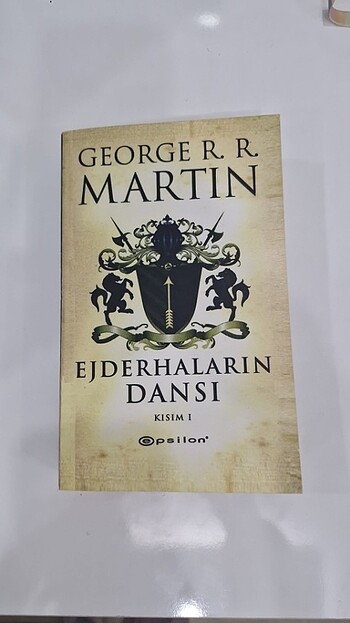 GEORGE R. R.
MARTIN
EJDERHALARIN
DANSI
KISIM I
epsilon